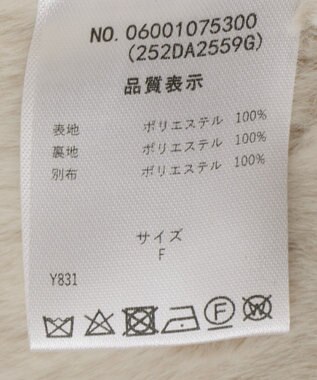 NO. 06001075300
(252DA2559G)
品質表示
表地 ポリエステル 100%
裏地 ポリエステル 100%
別布 ポリエステル 100%
サイズ
F
Y831